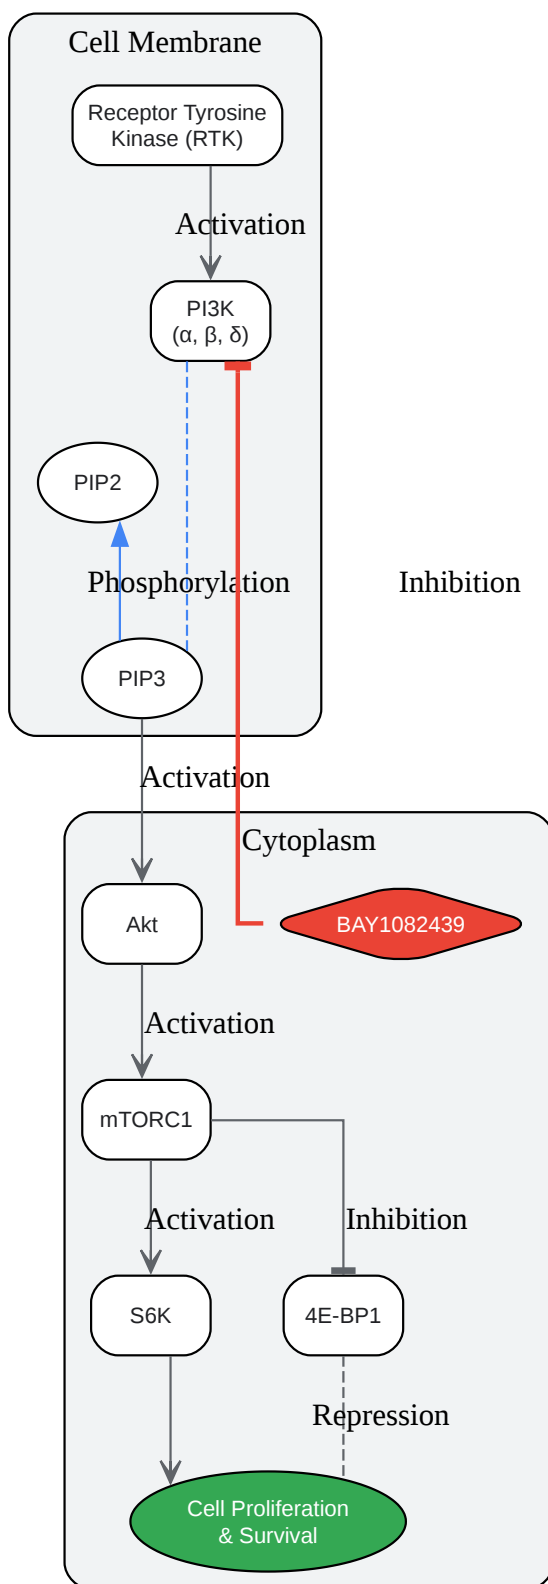 Cell Membrane
Receptor Tyrosine
Kinase (RTK)
Activation
PI3K
(α, β, δ)
PIP2
Phosphorylation
Inhibition
PIP3
Activation
Cytoplasm
Akt
BAY1082439
Activation
mTORC1
Activation
Inhibition
S6K
4E-BP1
Repression
Cell Proliferation
& Survival